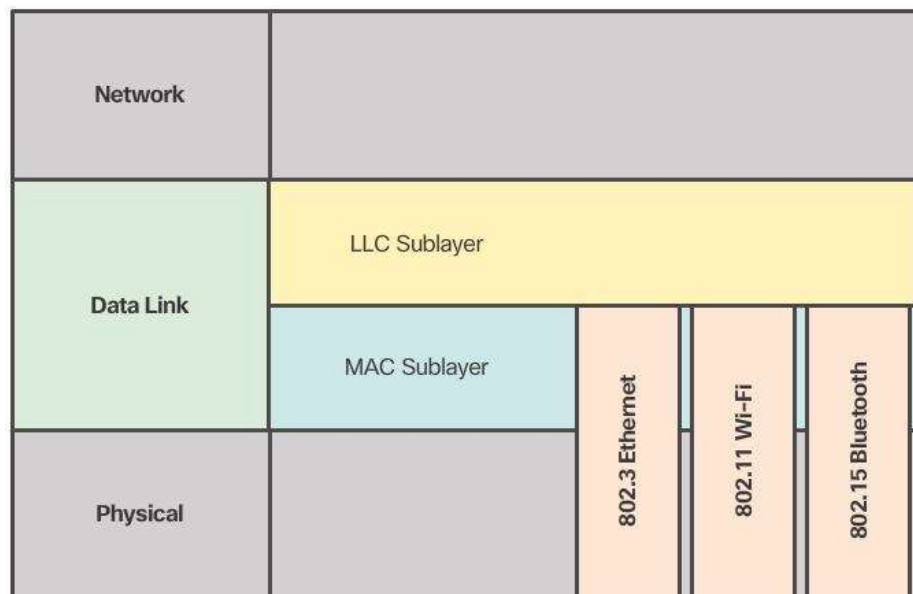 Network
LLC Sublayer
Data Link
MAC Sublayer
802.3 Ethernet
802.11 Wi-Fi
802.15 Bluetooth
Physical